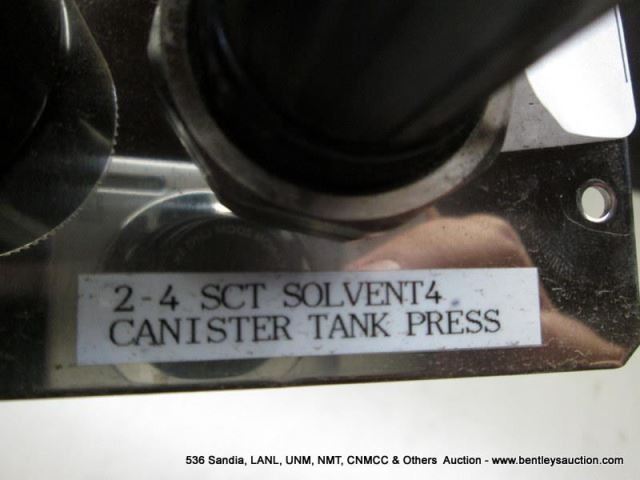 2-4 SCT SOLVENT4
CANISTER TANK PRESS
536 Sandia, LANL, UNM, NMT, CNMCC & Others Auction - www.bentleysauction.com